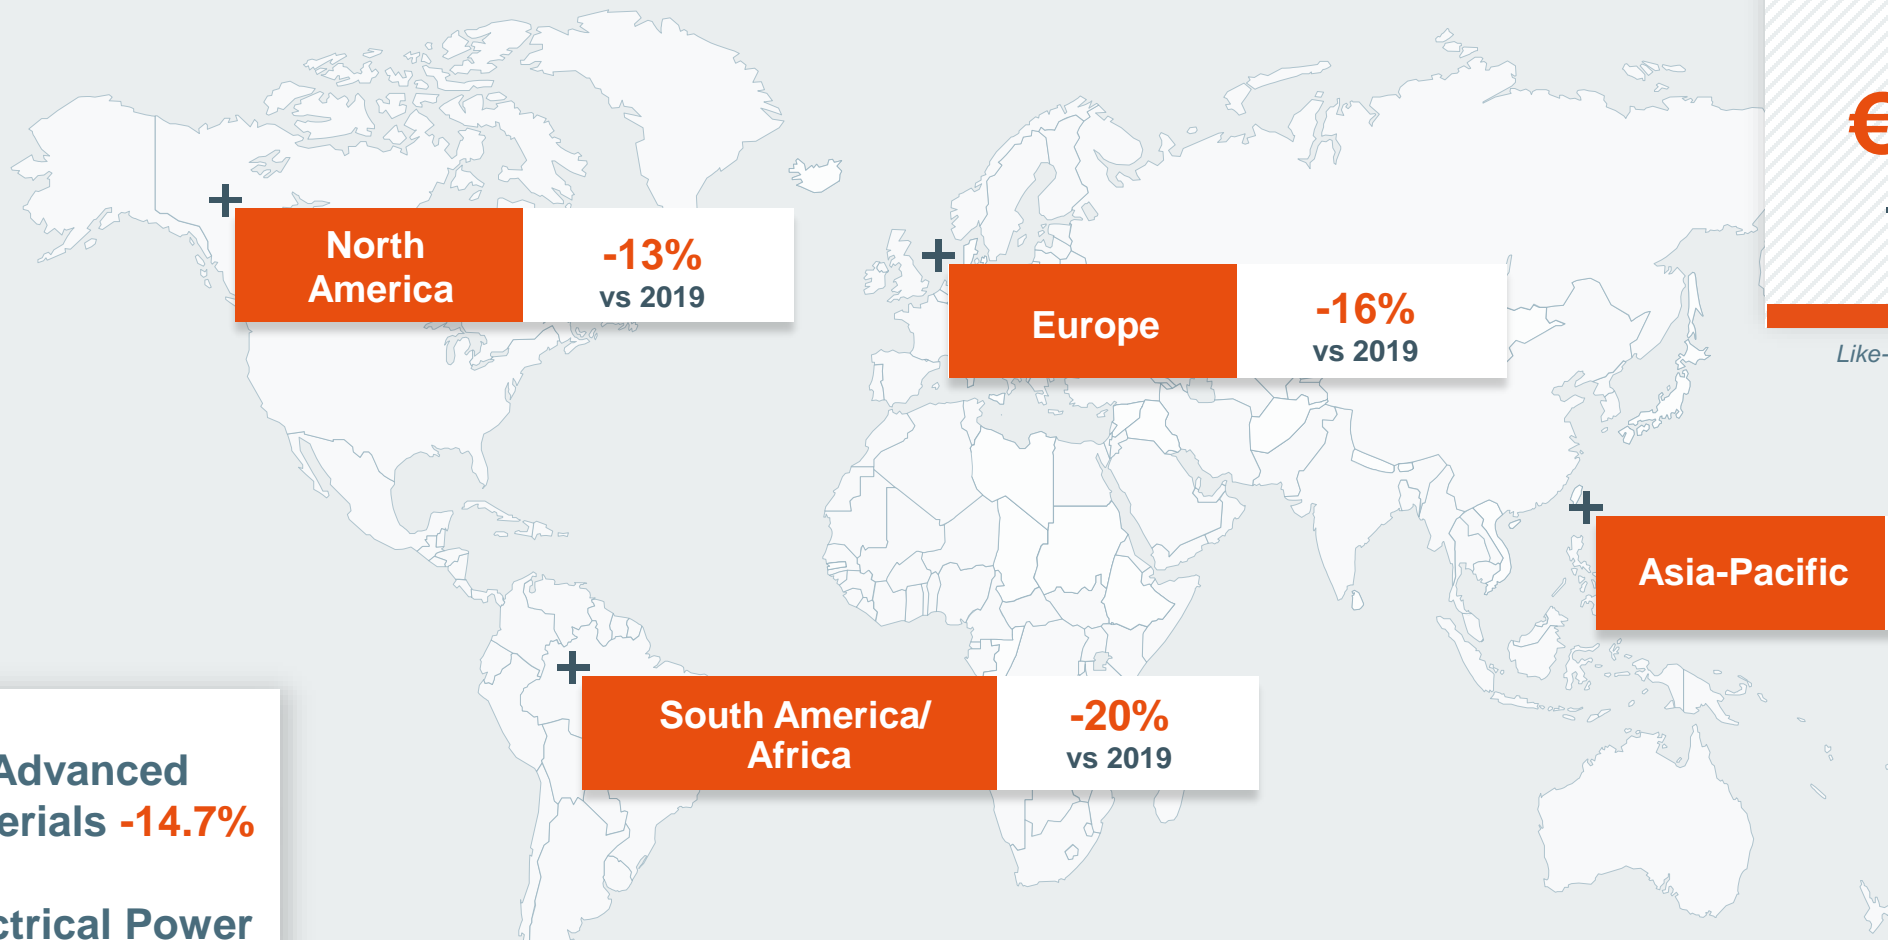 €
North
America
-13%
vs 2019
Europe
-16%
vs 2019
Like-
Asia-Pacific
South America/
Africa
-20%
vs 2019
Advanced
erials -14.7%
ctrical Power